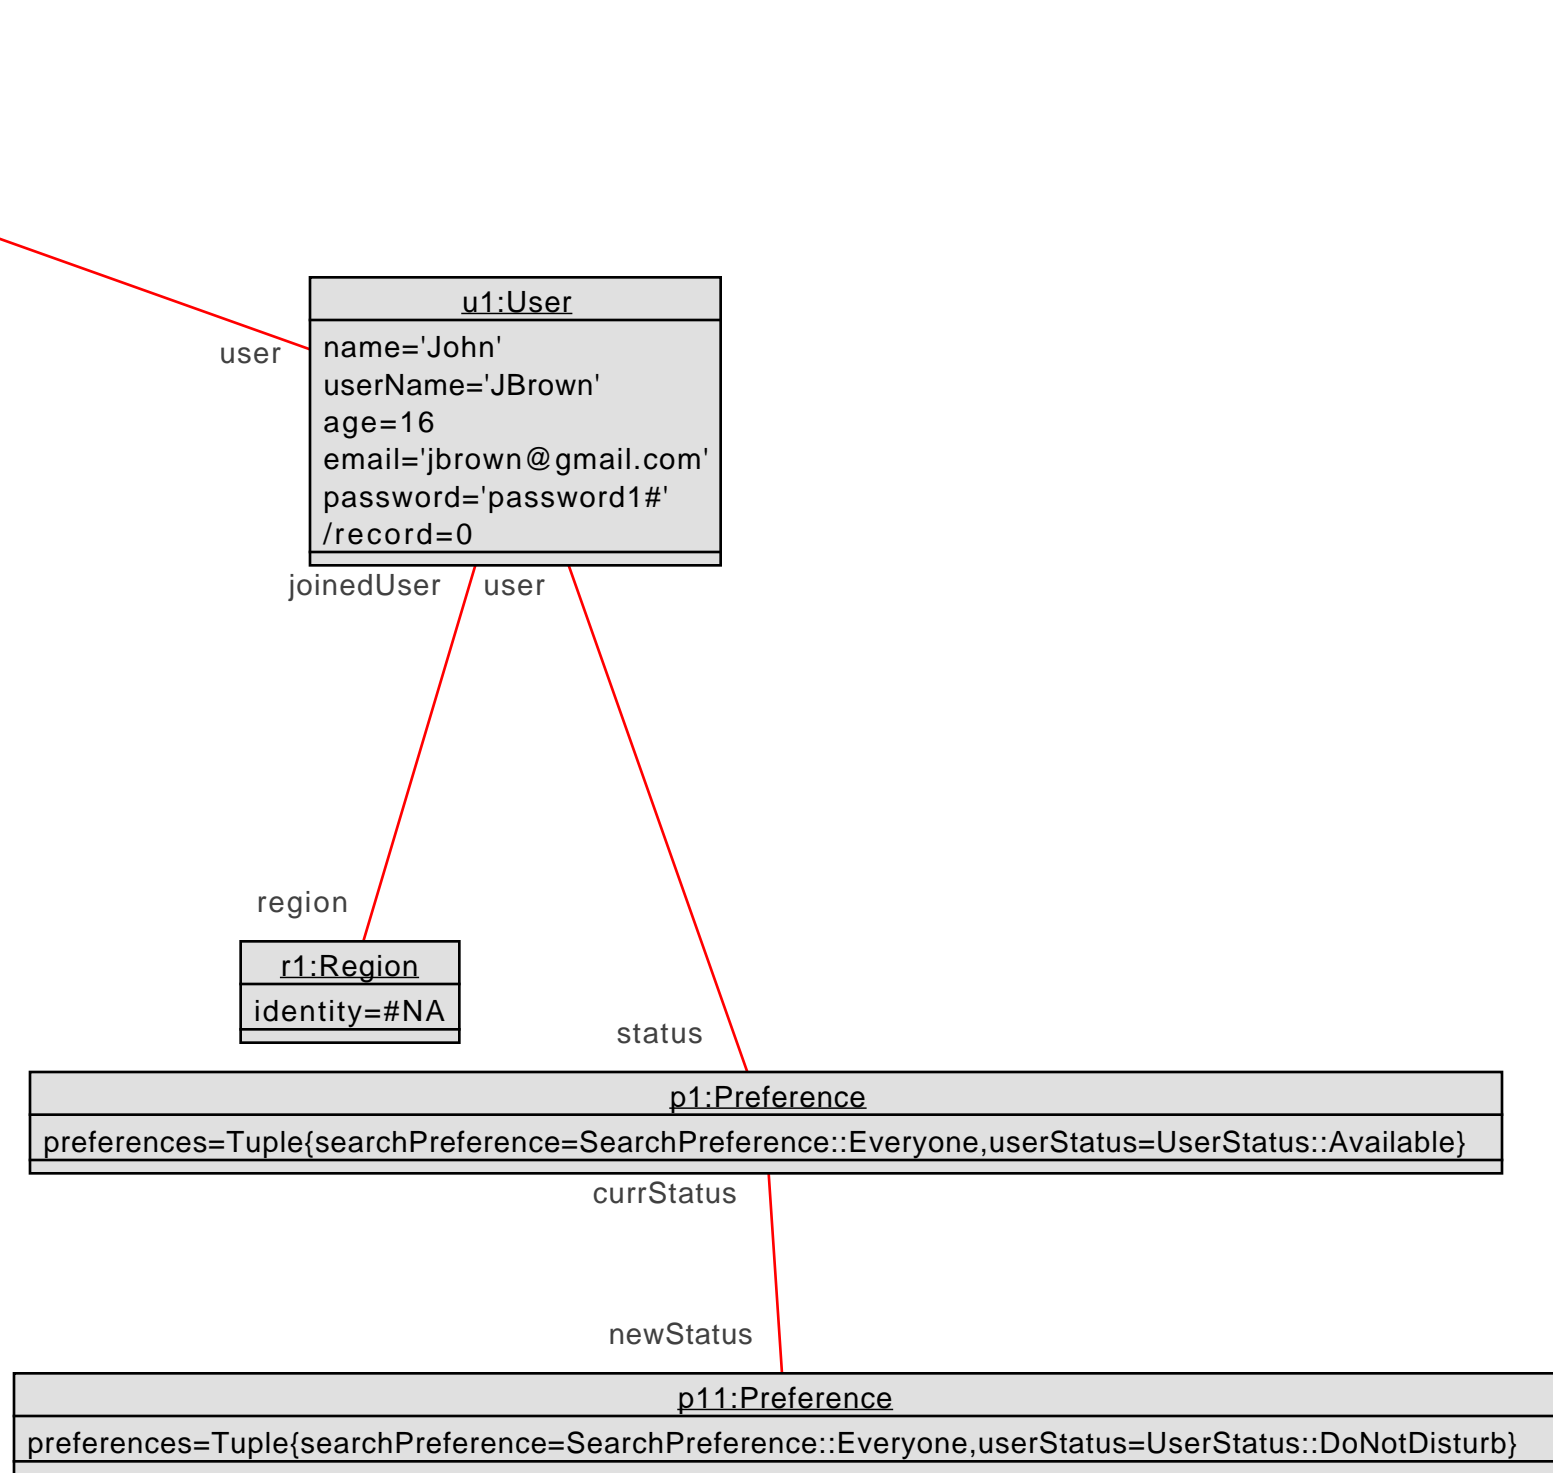 u1:User
user
name='John'
userName='JBrown'
age=16
email='jbrown@gmail.com'
password='password1#'
/record=0
joinedUser
user
region
r1:Region
identity=#NA
status
p1:Preference
preferences=Tuple{searchPreference=SearchPreference::Everyone,userStatus=UserStatus::Available}
currStatus
newStatus
p11:Preference
preferences=Tuple{searchPreference=SearchPreference::Everyone,userStatus=UserStatus::DoNotDisturb}